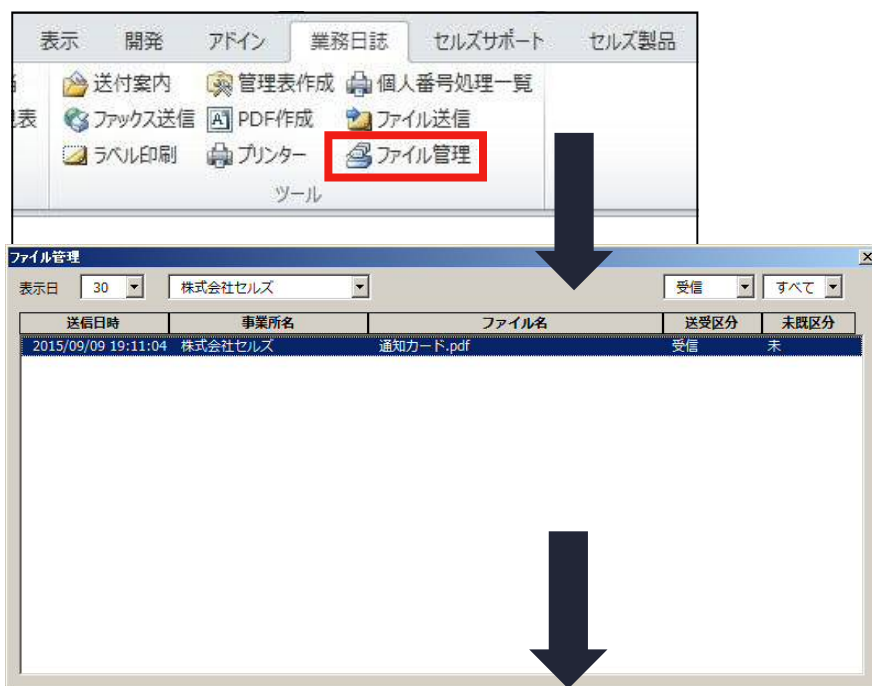 表示 開発 アドイン 業務日誌 セルズサポート セルズ製品
送付案内 管理表作成 個人番号処理一覧
表 ファックス送信 PDF作成 ファイル送信
ラベル印刷 プリンター ファイル管理
ツール
ファイル管理
表示日 30 株式会社セルズ 受信 すべて
送信日時 事業所名 ファイル名 送受区分 未既区分
2015/09/09 19:11:04 株式会社セルズ 通知カード.pdf 受信 未